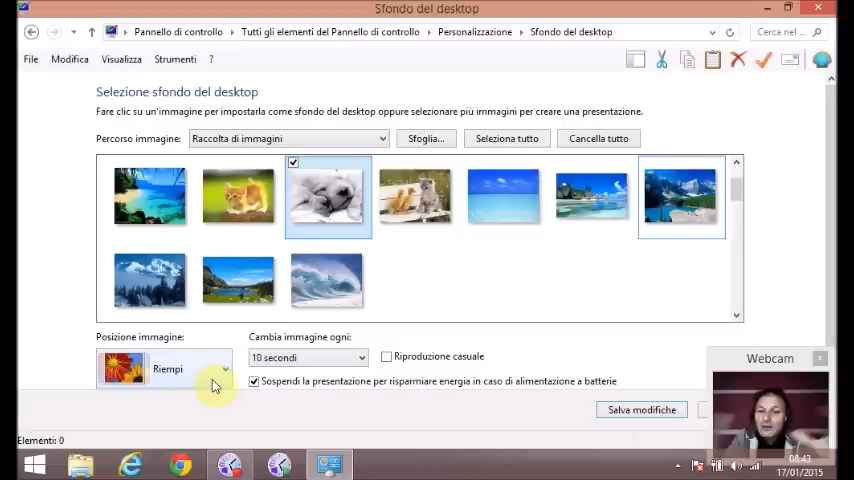 Sfondo del desktop
Pannello di controllo
Tutti gli elementi del Pannello di controllo
Personalizzazione
Sfondo del desktop
Cerca nel ...
File
Modifica
Visualizza
Strumenti
?
Selezione sfondo del desktop
Fare clic su un'immagine per impostarla come sfondo del desktop oppure selezionare più immagini per creare una presentazione.
Percorso immagine:
Raccolta di immagini
Sfoglia...
Seleziona tutto
Cancella tutto
Posizione immagine:
Cambia immagine ogni:
Riempi
10 secondi
Riproduzione casuale
Sospendi la presentazione per risparmiare energia in caso di alimentazione a batterie
Webcam
Salva modifiche
Elementi: 0
08:43
17/01/2015